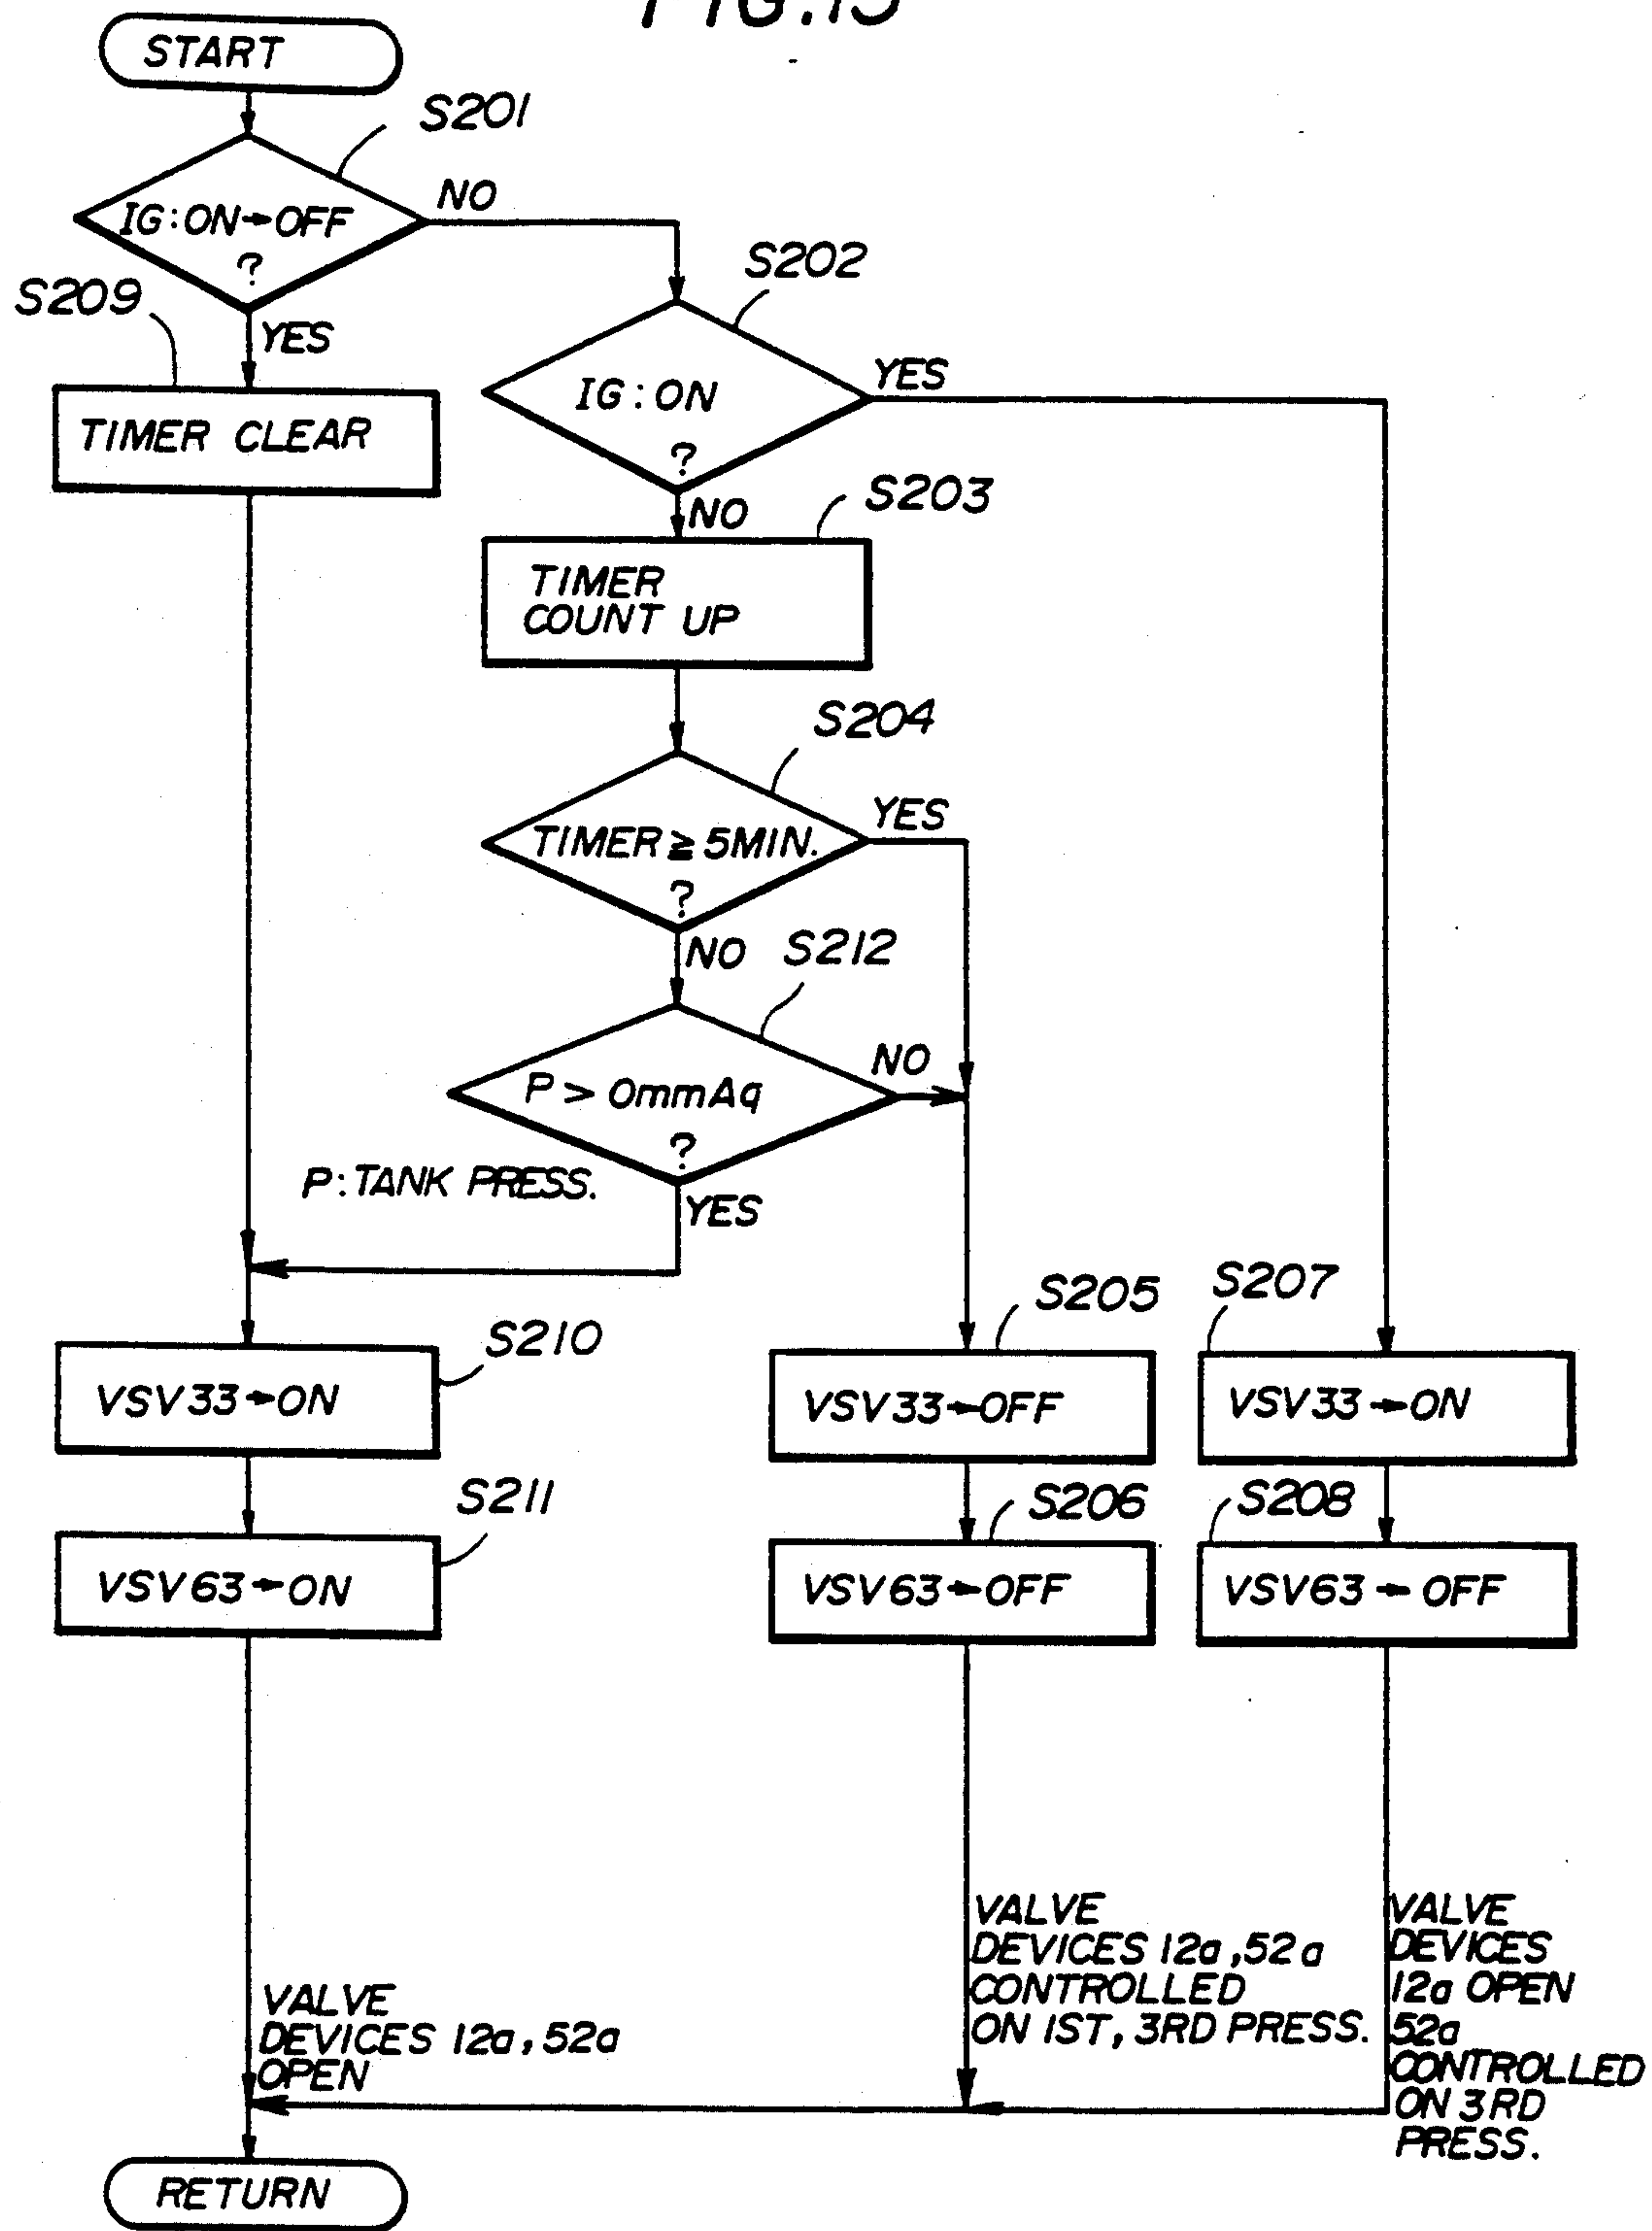 FIG.13
START
S201
NO
IG:ON→OFF
?
S202
S209
YES
IG:ON
?
YES
TIMER CLEAR
NO
S203
TIMER
COUNT UP
S204
YES
TIMER ≧ 5MIN.
?
NO
S212
NO
P > 0mmAq
?
P:TANK PRESS.
YES
S205
S207
S210
VSV33→ON
VSV33→OFF
VSV33→ON
S211
S206
S208
VSV63→ON
VSV63→OFF
VSV63→OFF
VALVE
DEVICES 12a, 52a
OPEN
VALVE
DEVICES 12a, 52a
CONTROLLED
ON 1ST, 3RD PRESS.
VALVE
DEVICES
12a OPEN
52a
CONTROLLED
ON 3RD
PRESS.
RETURN